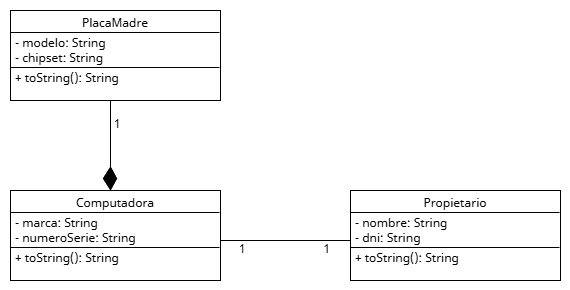 PlacaMadre
- modelo: String
- chipset: String
+ toString(): String
1
Computadora
- marca: String
- numeroSerie: String
+ toString(): String
1
1
Propietario
- nombre: String
- dni: String
+ toString(): String